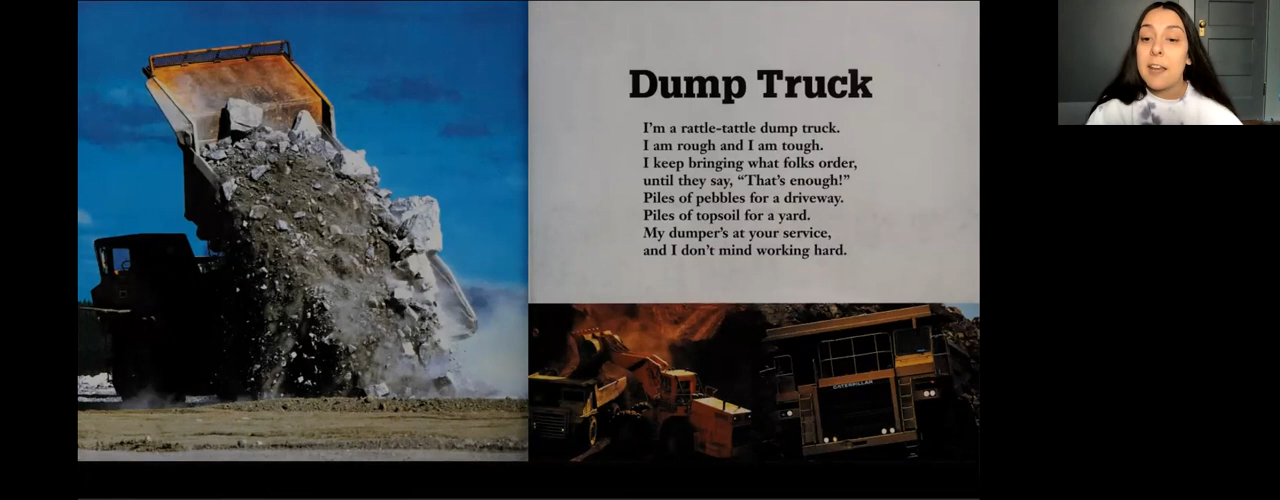 Dump Truck
I'm a rattle-tattle dump truck.
I am rough and I am tough.
I keep bringing what folks order,
until they say, “That's enough!”
Piles of pebbles for a driveway.
Piles of topsoil for a yard.
My dumper's at your service,
and I don't mind working hard.
CATERPILLAR